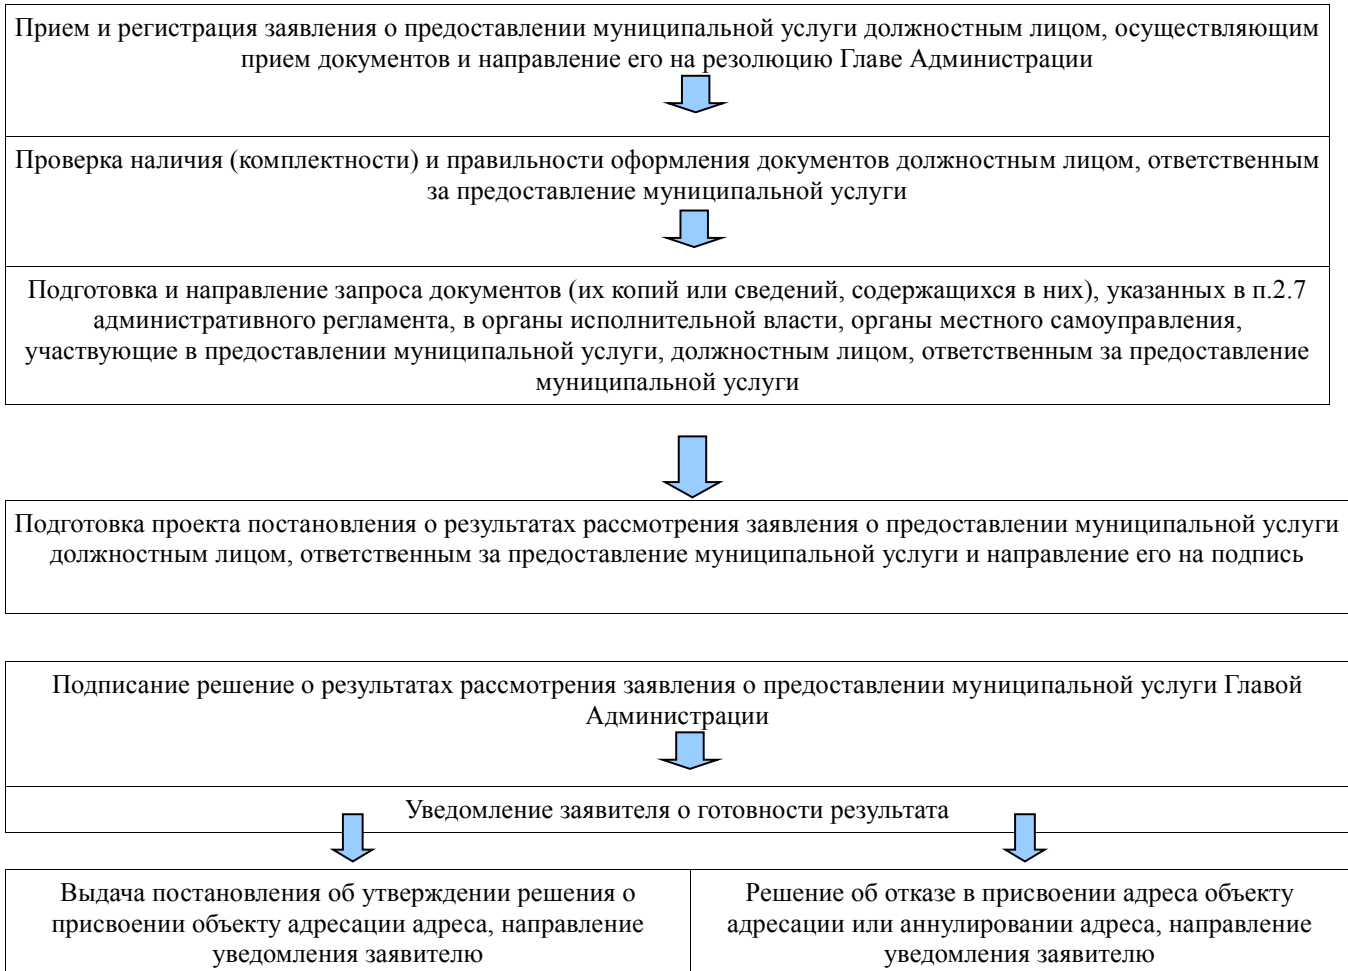 Прием и регистрация заявления о предоставлении муниципальной услуги должностным лицом, осуществляющим
прием документов и направление его на резолюцию Главе Администрации
Проверка наличия (комплектности) и правильности оформления документов должностным лицом, ответственным
за предоставление муниципальной услуги
Подготовка и направление запроса документов (их копий или сведений, содержащихся в них), указанных в п.2.7
административного регламента, в органы исполнительной власти, органы местного самоуправления,
участвующие в предоставлении муниципальной услуги, должностным лицом, ответственным за предоставление
муниципальной услуги
Подготовка проекта постановления о результатах рассмотрения заявления о предоставлении муниципальной услуги
должностным лицом, ответственным за предоставление муниципальной услуги и направление его на подпись
Подписание решение о результатах рассмотрения заявления о предоставлении муниципальной услуги Главой
Администрации
Уведомление заявителя о готовности результата
Выдача постановления об утверждении решения о
присвоении объекту адресации адреса, направление
уведомления заявителю
Решение об отказе в присвоении адреса объекту
адресации или аннулировании адреса, направление
уведомления заявителю